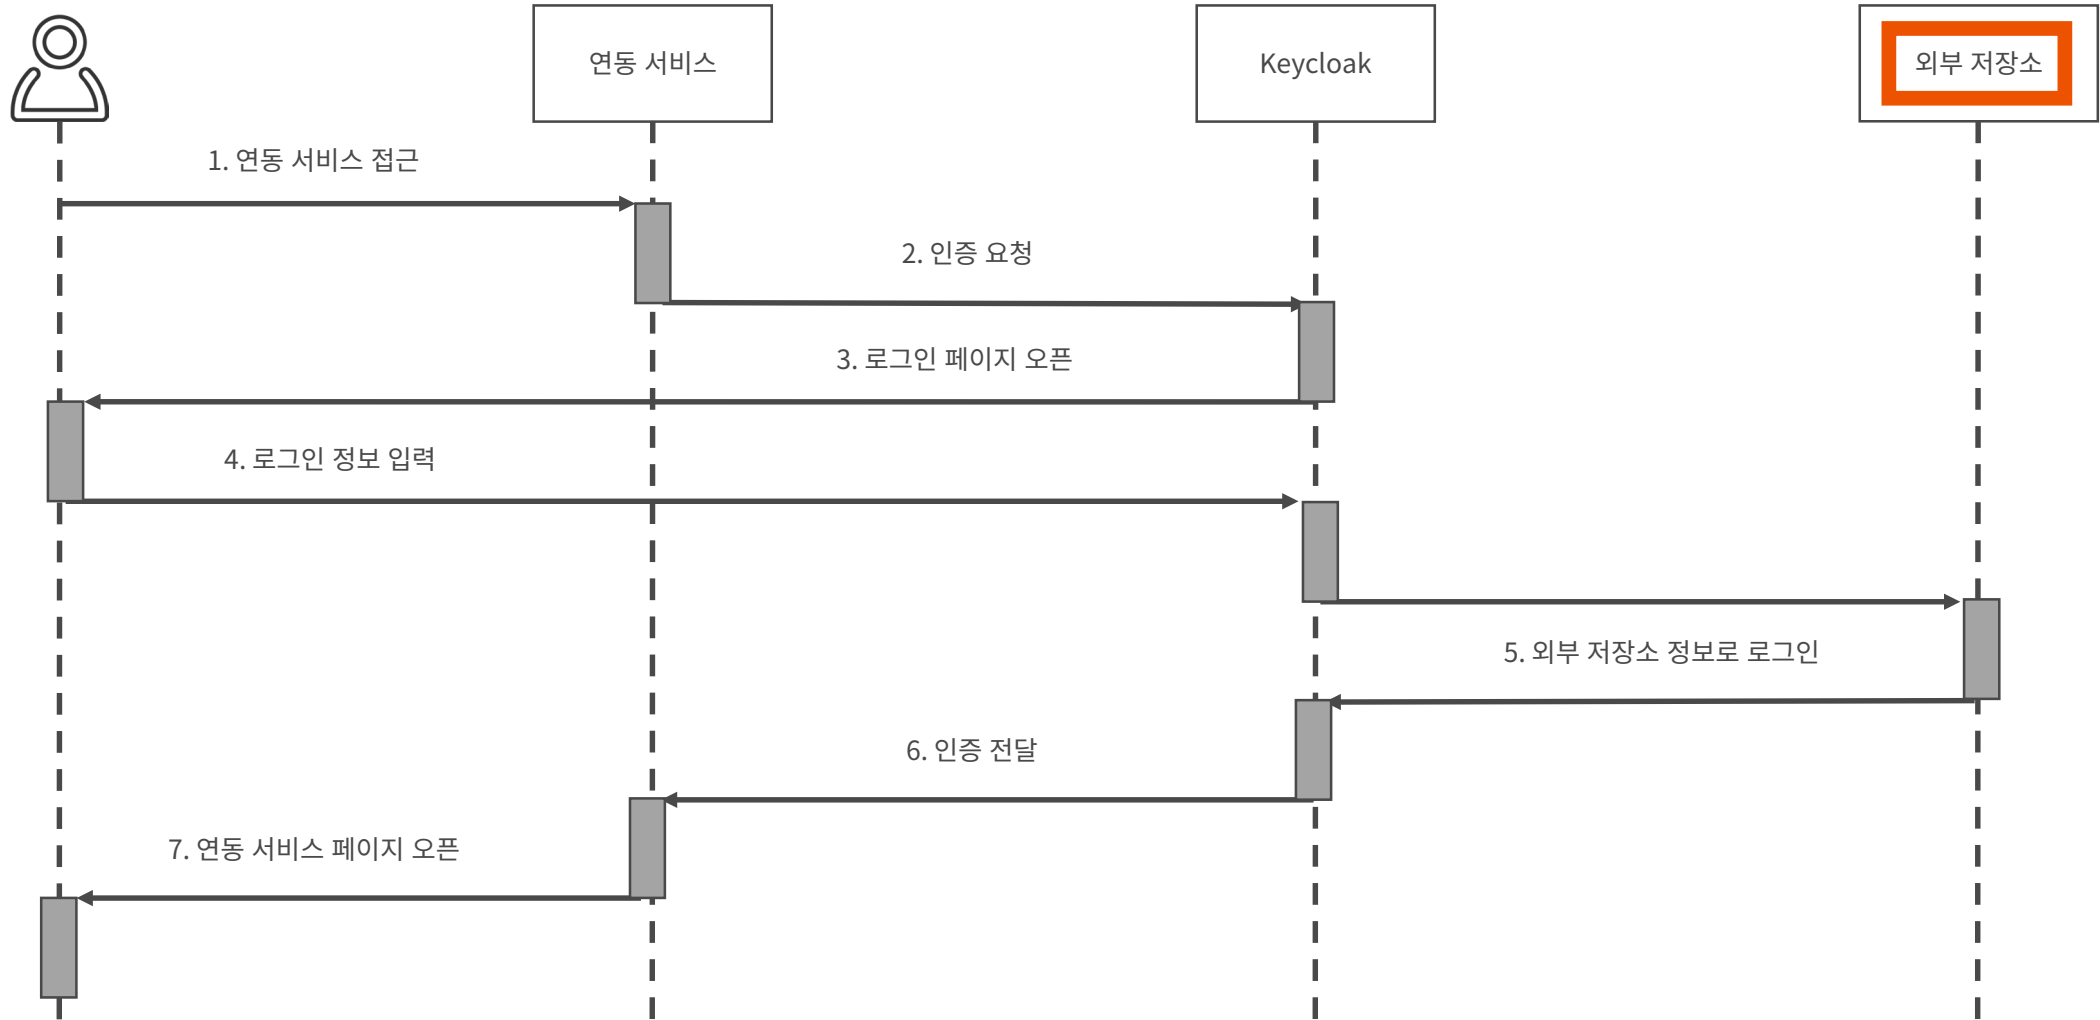 연동 서비스
Keycloak
외부 저장소
1. 연동 서비스 접근
2. 인증 요청
3. 로그인 페이지 오픈
4. 로그인 정보 입력
5. 외부 저장소 정보로 로그인
6. 인증 전달
7. 연동 서비스 페이지 오픈